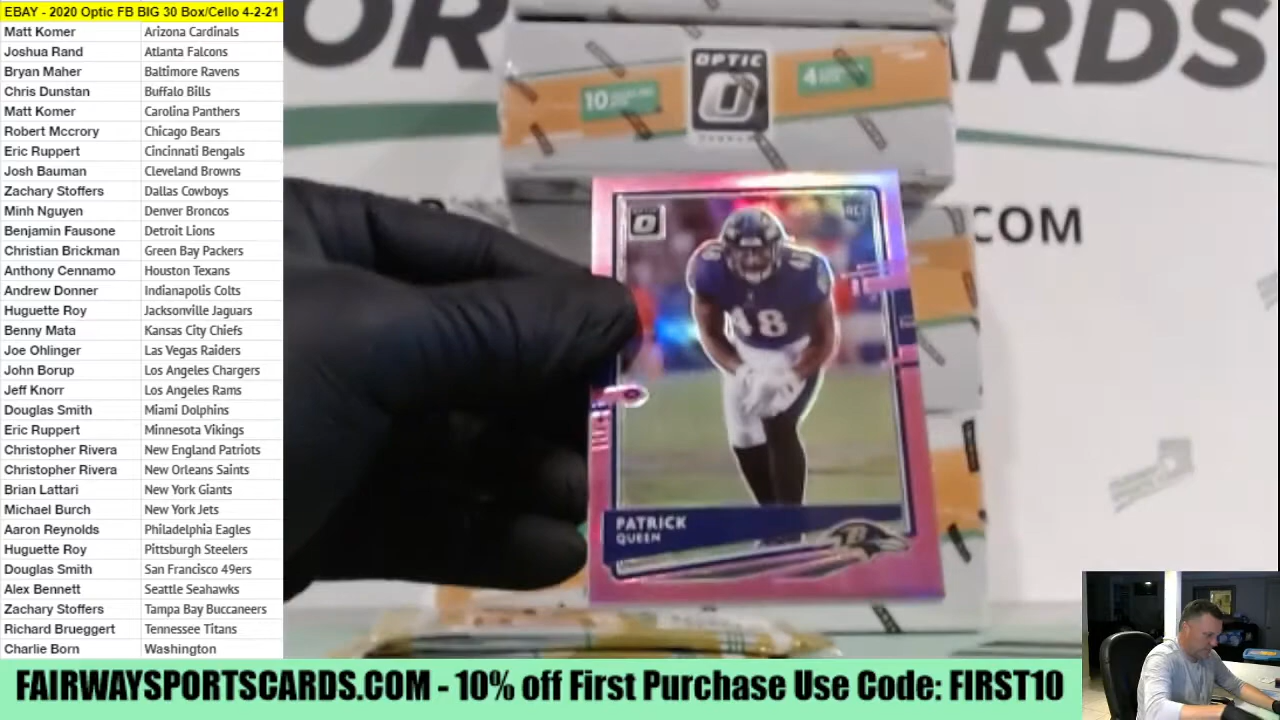 EBAY - 2020 Optic FB BIG 30 Box/Cello 4-2-21
Matt Komer Arizona Cardinals
Joshua Rand Atlanta Falcons
Bryan Maher Baltimore Ravens
Chris Dunstan Buffalo Bills
Matt Komer Carolina Panthers
Robert Mccrory Chicago Bears
Eric Ruppert Cincinnati Bengals
Josh Bauman Cleveland Browns
Zachary Stoffers Dallas Cowboys
Minh Nguyen Denver Broncos
Benjamin Fausone Detroit Lions
Christian Brickman Green Bay Packers
Anthony Cennamo Houston Texans
Andrew Donner Indianapolis Colts
Huguette Roy Jacksonville Jaguars
Benny Mata Kansas City Chiefs
Joe Ohlinger Las Vegas Raiders
John Borup Los Angeles Chargers
Jeff Knorr Los Angeles Rams
Douglas Smith Miami Dolphins
Eric Ruppert Minnesota Vikings
Christopher Rivera New England Patriots
Christopher Rivera New Orleans Saints
Brian Lattari New York Giants
Michael Burch New York Jets
Aaron Reynolds Philadelphia Eagles
Huguette Roy Pittsburgh Steelers
Douglas Smith San Francisco 49ers
Alex Bennett Seattle Seahawks
Zachary Stoffers Tampa Bay Buccaneers
Richard Brueggert Tennessee Titans
Charlie Born Washington
OR
RDS
OPTIC
10
4
.COM
48
48
PATRICK
QUEEN
B
FAIRWAYSPORTSCARDS.COM - 10% off First Purchase Use Code: FIRST10